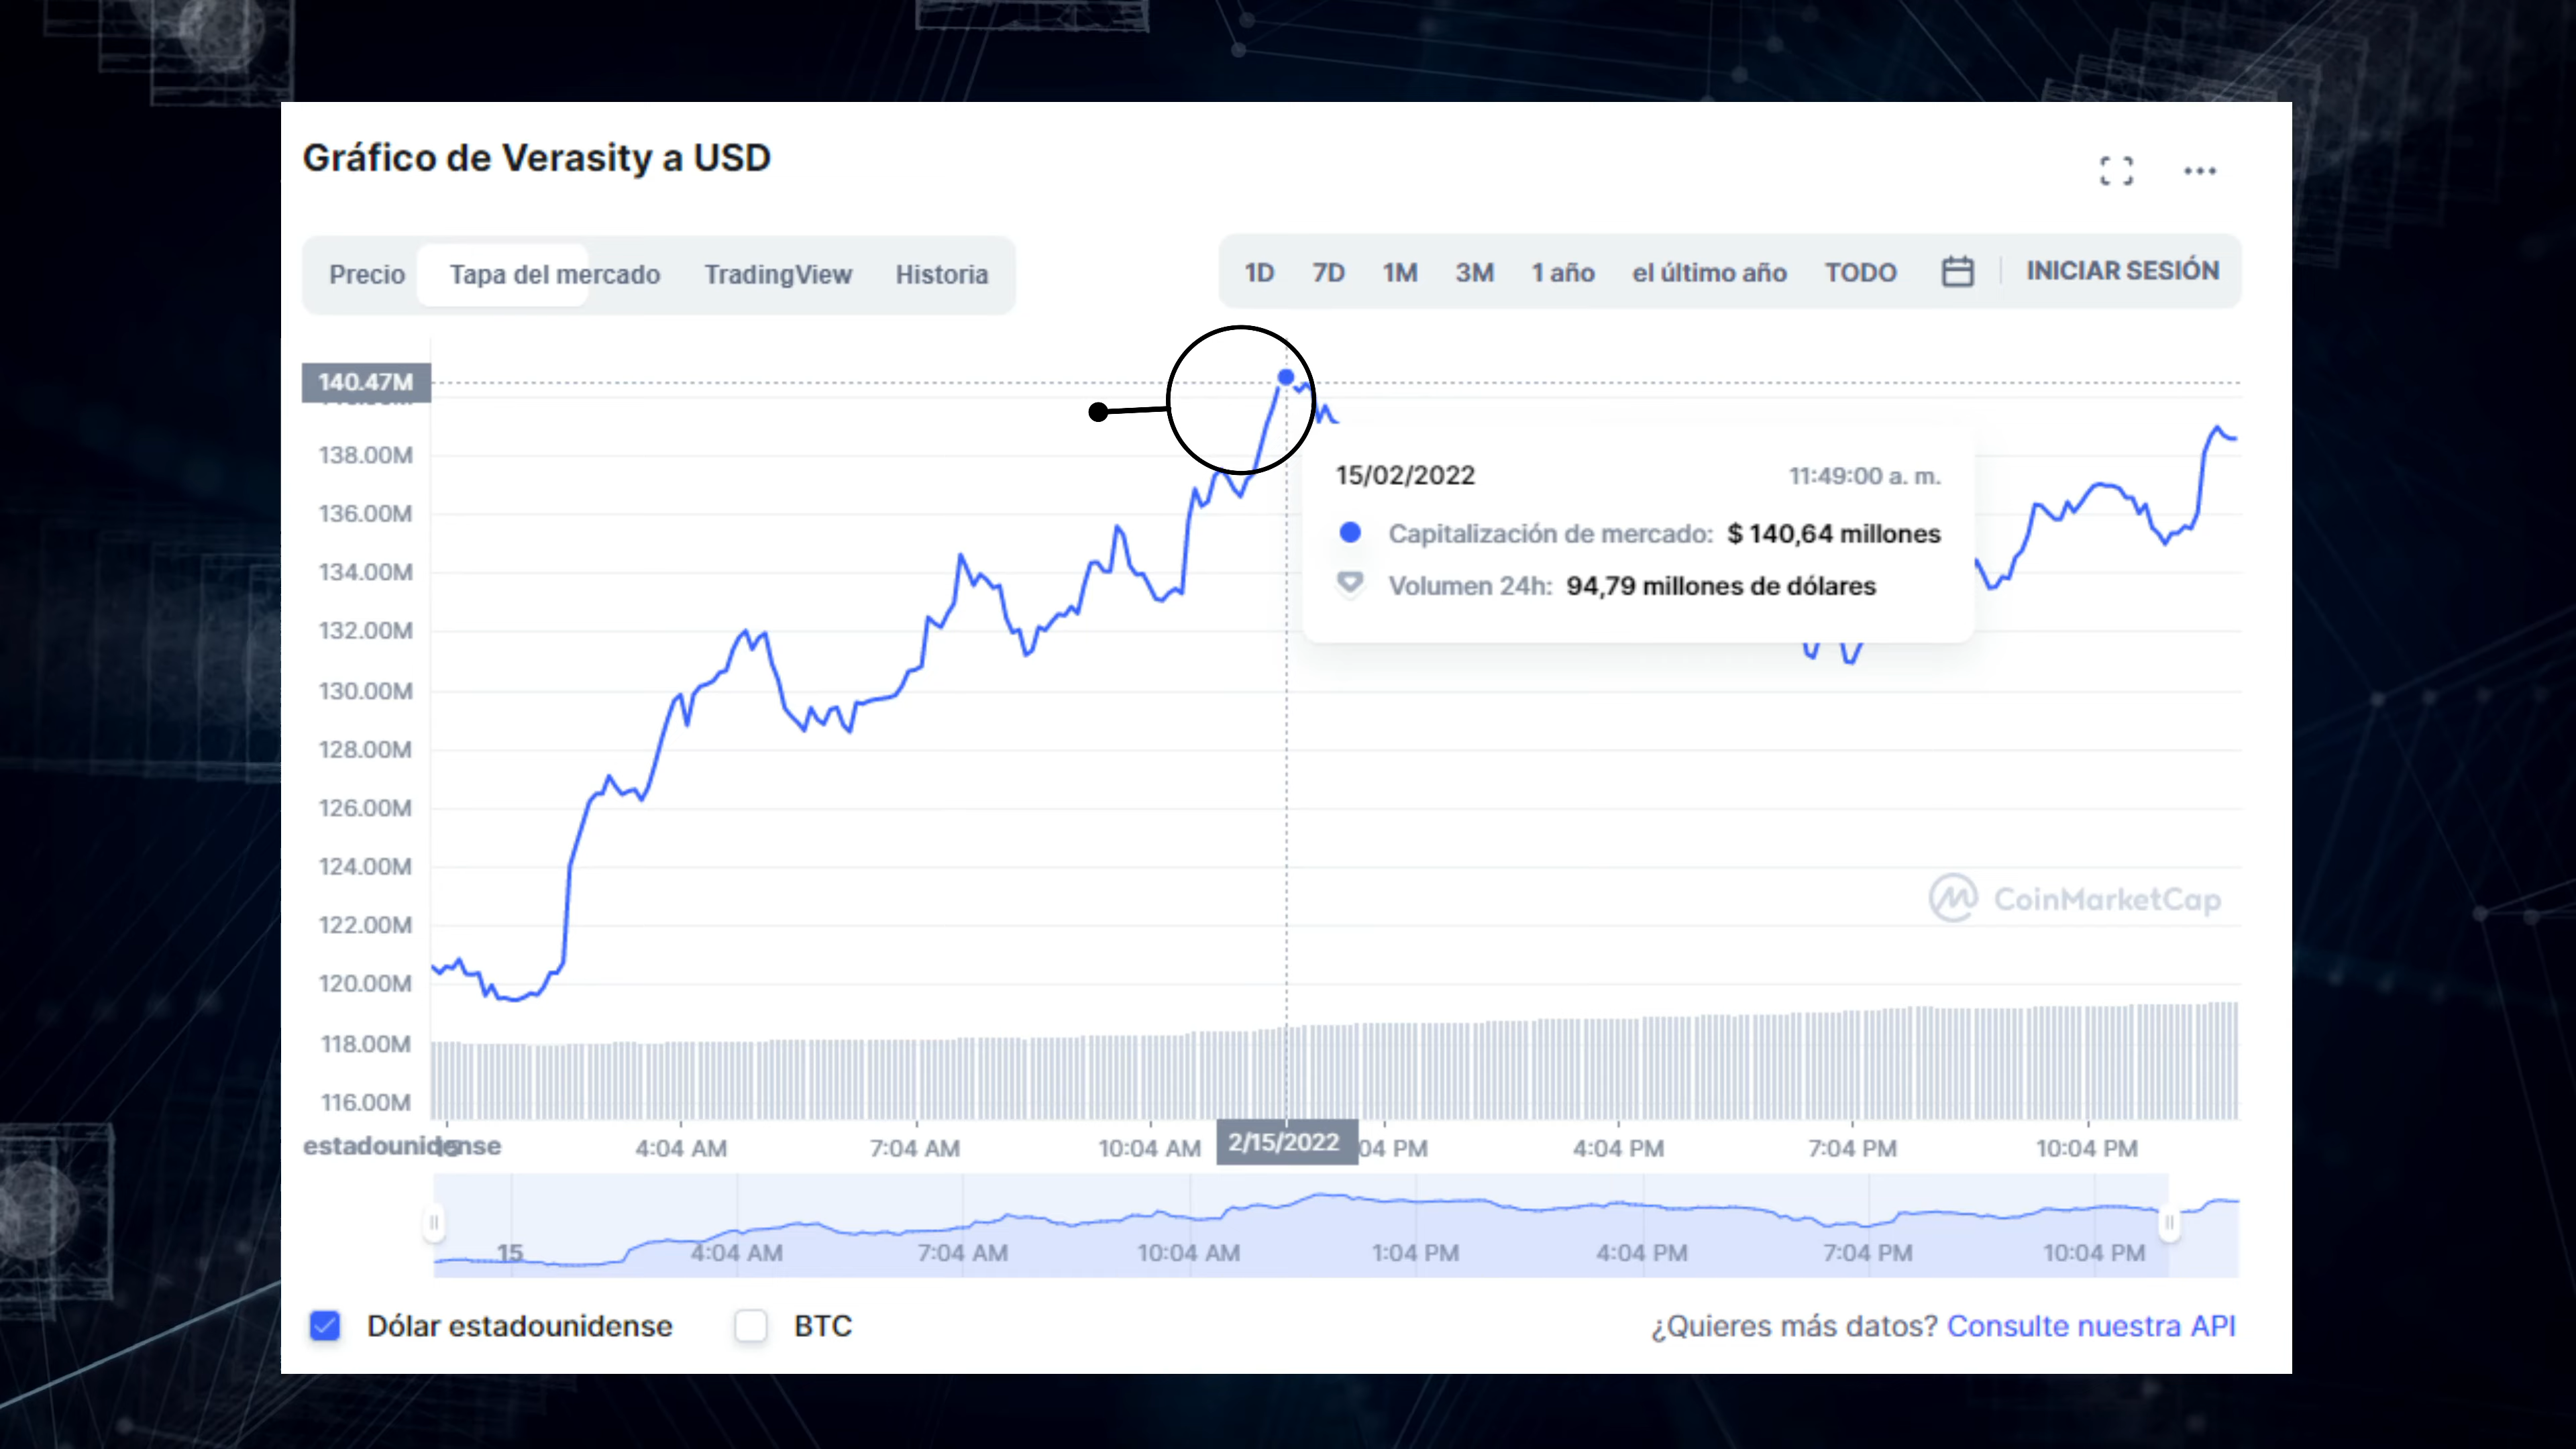 Gráfico de Verasity a USD
Precio Tapa del mercado TradingView Historia
1D 7D 1M 3M 1 año el último año TODO INICIAR SESIÓN
140.47M
138.00M
136.00M
134.00M
132.00M
130.00M
128.00M
126.00M
124.00M
122.00M
120.00M
118.00M
116.00M
15/02/2022 11:49:00 a. m.
Capitalización de mercado: $ 140,64 millones
Volumen 24h: 94,79 millones de dólares
CoinMarketCap
estadounidense 4:04 AM 7:04 AM 10:04 AM 2/15/2022 04 PM 4:04 PM 7:04 PM 10:04 PM
15 4:04 AM 7:04 AM 10:04 AM 1:04 PM 4:04 PM 7:04 PM 10:04 PM
Dólar estadounidense BTC
¿Quieres más datos? Consulte nuestra API